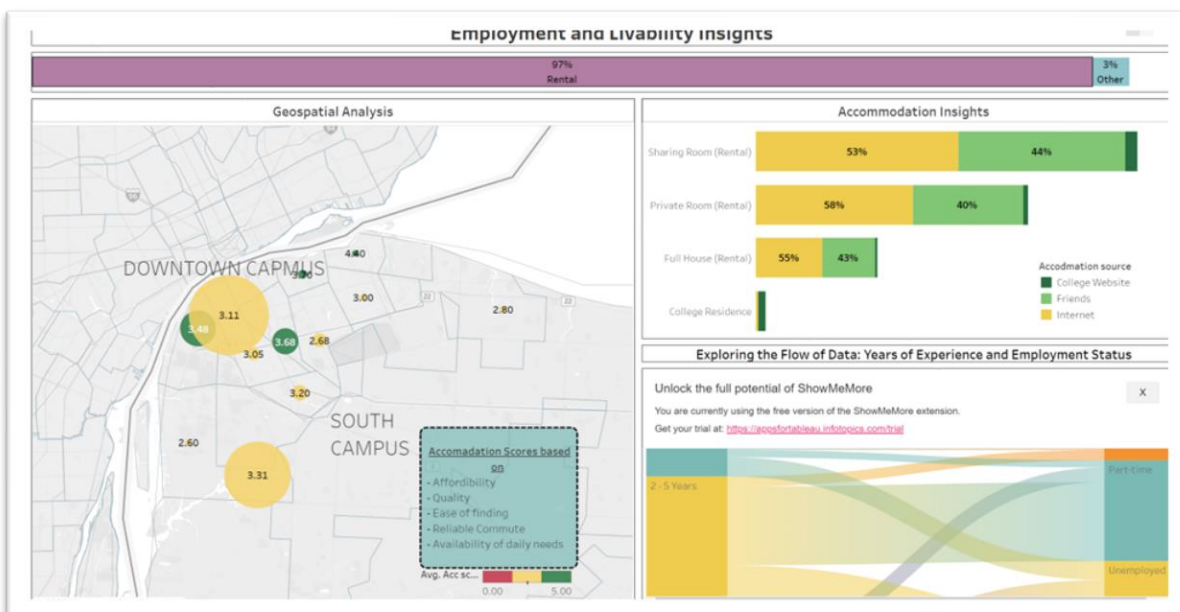 Employment and Livability Insights
97%
Rental
3%
Other
Geospatial Analysis
DOWNTOWN CAPMUS
4.40
3.00
22
22
2.80
3.11
3.48
3.68
2.68
3.05
3.20
SOUTH
CAMPUS
2.60
3.31
Accomadation Scores based
on
- Affordibility
- Quality
- Ease of finding
- Reliable Commute
- Availability of daily needs
Avg. Acc sc...
0.00
5.00
Accommodation Insights
Sharing Room (Rental)
53%
44%
Private Room (Rental)
58%
40%
Full House (Rental)
55%
43%
College Residence
Accodmation source
College Website
Friends
Internet
Exploring the Flow of Data: Years of Experience and Employment Status
Unlock the full potential of ShowMeMore
X
You are currently using the free version of the ShowMeMore extension.
Get your trial at: https://appsfortableau.infotopics.com/trial
2 - 5 Years
Part-time
Unemployed